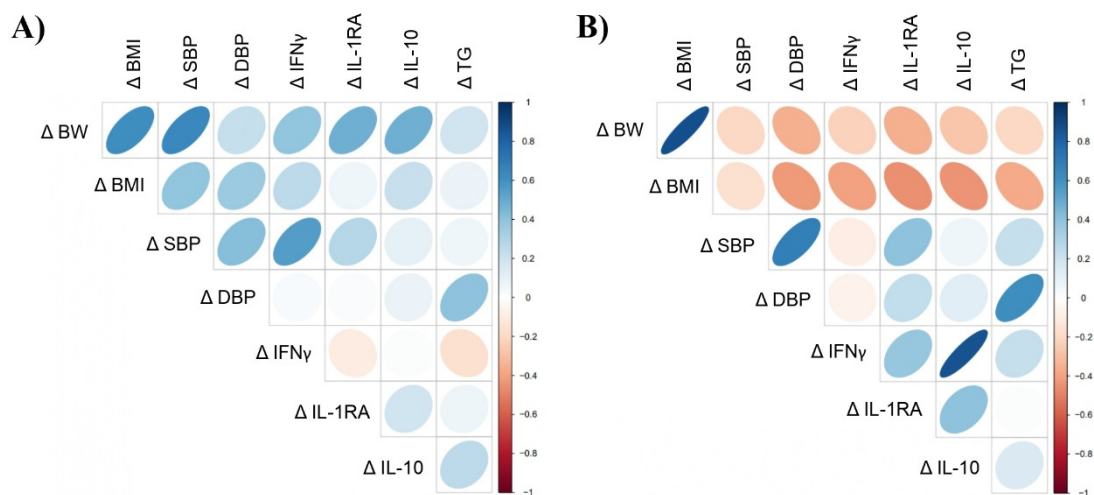 A)
Δ BMI
Δ SBP
Δ DBP
Δ IFNγ
Δ IL-1RA
Δ IL-10
Δ TG
Δ BW
Δ BMI
Δ SBP
Δ DBP
Δ IFNγ
Δ IL-1RA
Δ IL-10
1
0.8
0.6
0.4
0.2
0
−0.2
−0.4
−0.6
−0.8
−1
B)
Δ BMI
Δ SBP
Δ DBP
Δ IFNγ
Δ IL-1RA
Δ IL-10
Δ TG
Δ BW
Δ BMI
Δ SBP
Δ DBP
Δ IFNγ
Δ IL-1RA
Δ IL-10
1
0.8
0.6
0.4
0.2
0
−0.2
−0.4
−0.6
−0.8
−1